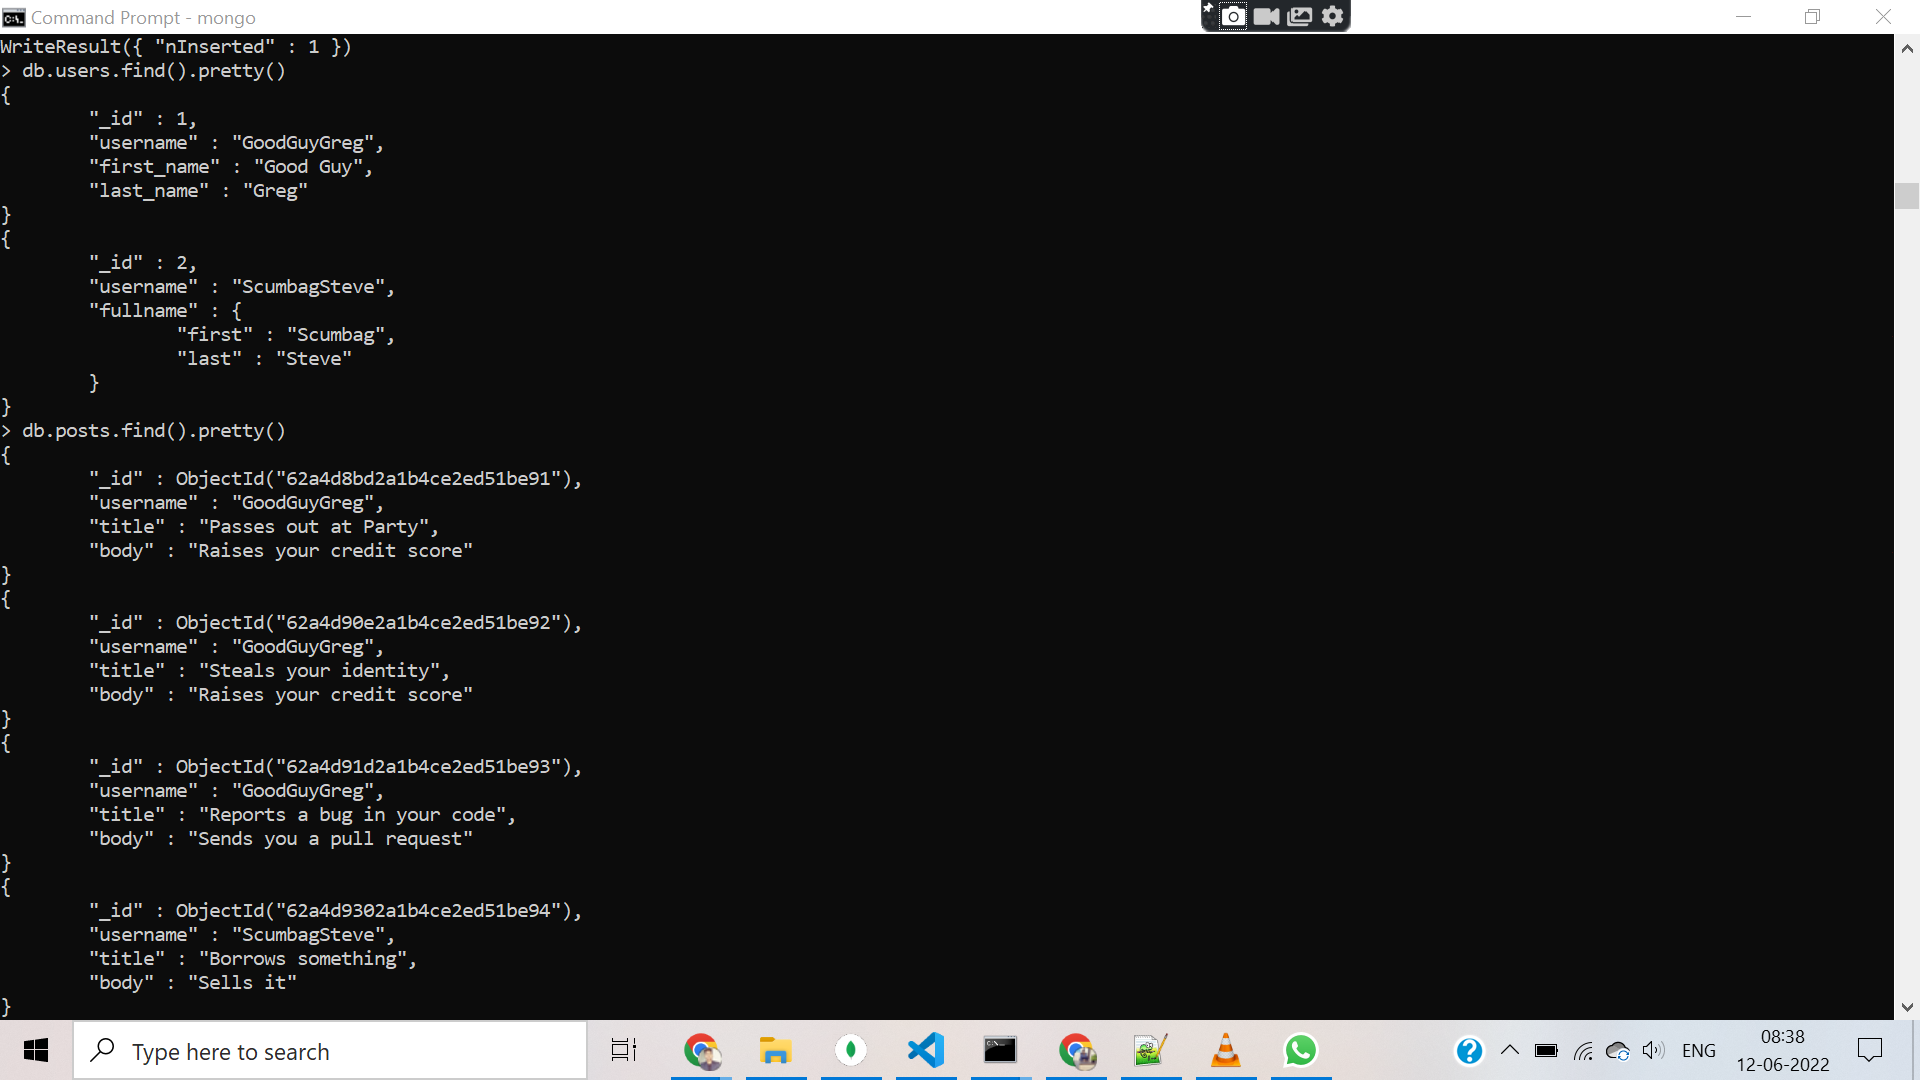 Command Prompt - mongo
WriteResult({ "nInserted" : 1 })
> db.users.find().pretty()
{
        "_id" : 1,
        "username" : "GoodGuyGreg",
        "first_name" : "Good Guy",
        "last_name" : "Greg"
}
{
        "_id" : 2,
        "username" : "ScumbagSteve",
        "fullname" : {
                "first" : "Scumbag",
                "last" : "Steve"
        }
}
> db.posts.find().pretty()
{
        "_id" : ObjectId("62a4d8bd2a1b4ce2ed51be91"),
        "username" : "GoodGuyGreg",
        "title" : "Passes out at Party",
        "body" : "Raises your credit score"
}
{
        "_id" : ObjectId("62a4d90e2a1b4ce2ed51be92"),
        "username" : "GoodGuyGreg",
        "title" : "Steals your identity",
        "body" : "Raises your credit score"
}
{
        "_id" : ObjectId("62a4d91d2a1b4ce2ed51be93"),
        "username" : "GoodGuyGreg",
        "title" : "Reports a bug in your code",
        "body" : "Sends you a pull request"
}
{
        "_id" : ObjectId("62a4d9302a1b4ce2ed51be94"),
        "username" : "ScumbagSteve",
        "title" : "Borrows something",
        "body" : "Sells it"
}
Type here to search
ENG
08:38
12-06-2022